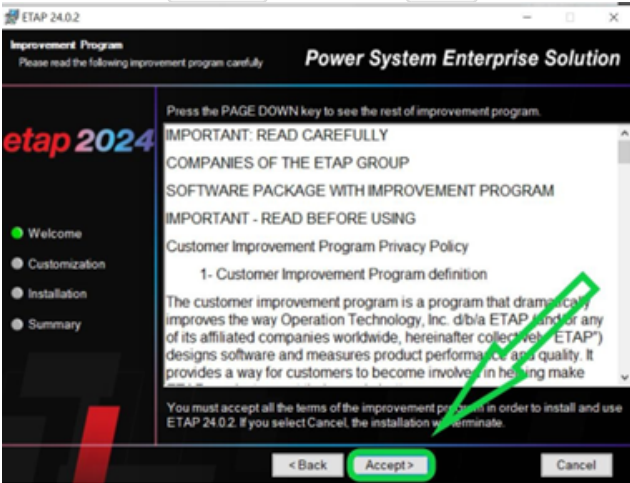 ETAP 24.0.2
Improvement Program
Please read the following improvement program carefully
Power System Enterprise Solution
etap 2024
Welcome
Customization
Installation
Summary
Press the PAGE DOWN key to see the rest of improvement program.
IMPORTANT: READ CAREFULLY
COMPANIES OF THE ETAP GROUP
SOFTWARE PACKAGE WITH IMPROVEMENT PROGRAM
IMPORTANT - READ BEFORE USING
Customer Improvement Program Privacy Policy
1- Customer Improvement Program definition
The customer improvement program is a program that dramatically
improves the way Operation Technology, Inc. d/b/a ETAP (and/or any
of its affiliated companies worldwide, hereinafter collectively "ETAP")
designs software and measures product performance and quality. It
provides a way for customers to become involved in helping make
You must accept all the terms of the improvement program in order to install and use
ETAP 24.0.2. If you select Cancel, the installation will terminate.
< Back
Accept >
Cancel